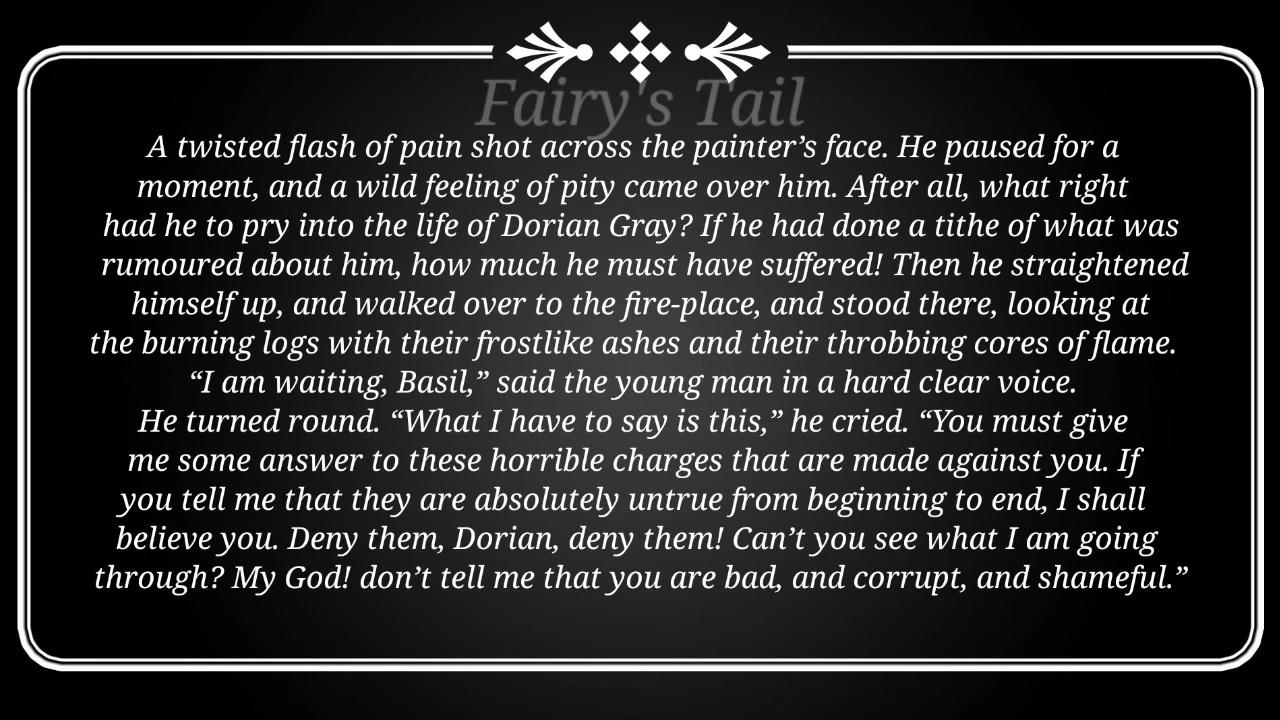 Fairy's Tail
A twisted flash of pain shot across the painter’s face. He paused for a
moment, and a wild feeling of pity came over him. After all, what right
had he to pry into the life of Dorian Gray? If he had done a tithe of what was
rumoured about him, how much he must have suffered! Then he straightened
himself up, and walked over to the fire-place, and stood there, looking at
the burning logs with their frostlike ashes and their throbbing cores of flame.
“I am waiting, Basil,” said the young man in a hard clear voice.
He turned round. “What I have to say is this,” he cried. “You must give
me some answer to these horrible charges that are made against you. If
you tell me that they are absolutely untrue from beginning to end, I shall
believe you. Deny them, Dorian, deny them! Can’t you see what I am going
through? My God! don’t tell me that you are bad, and corrupt, and shameful.”